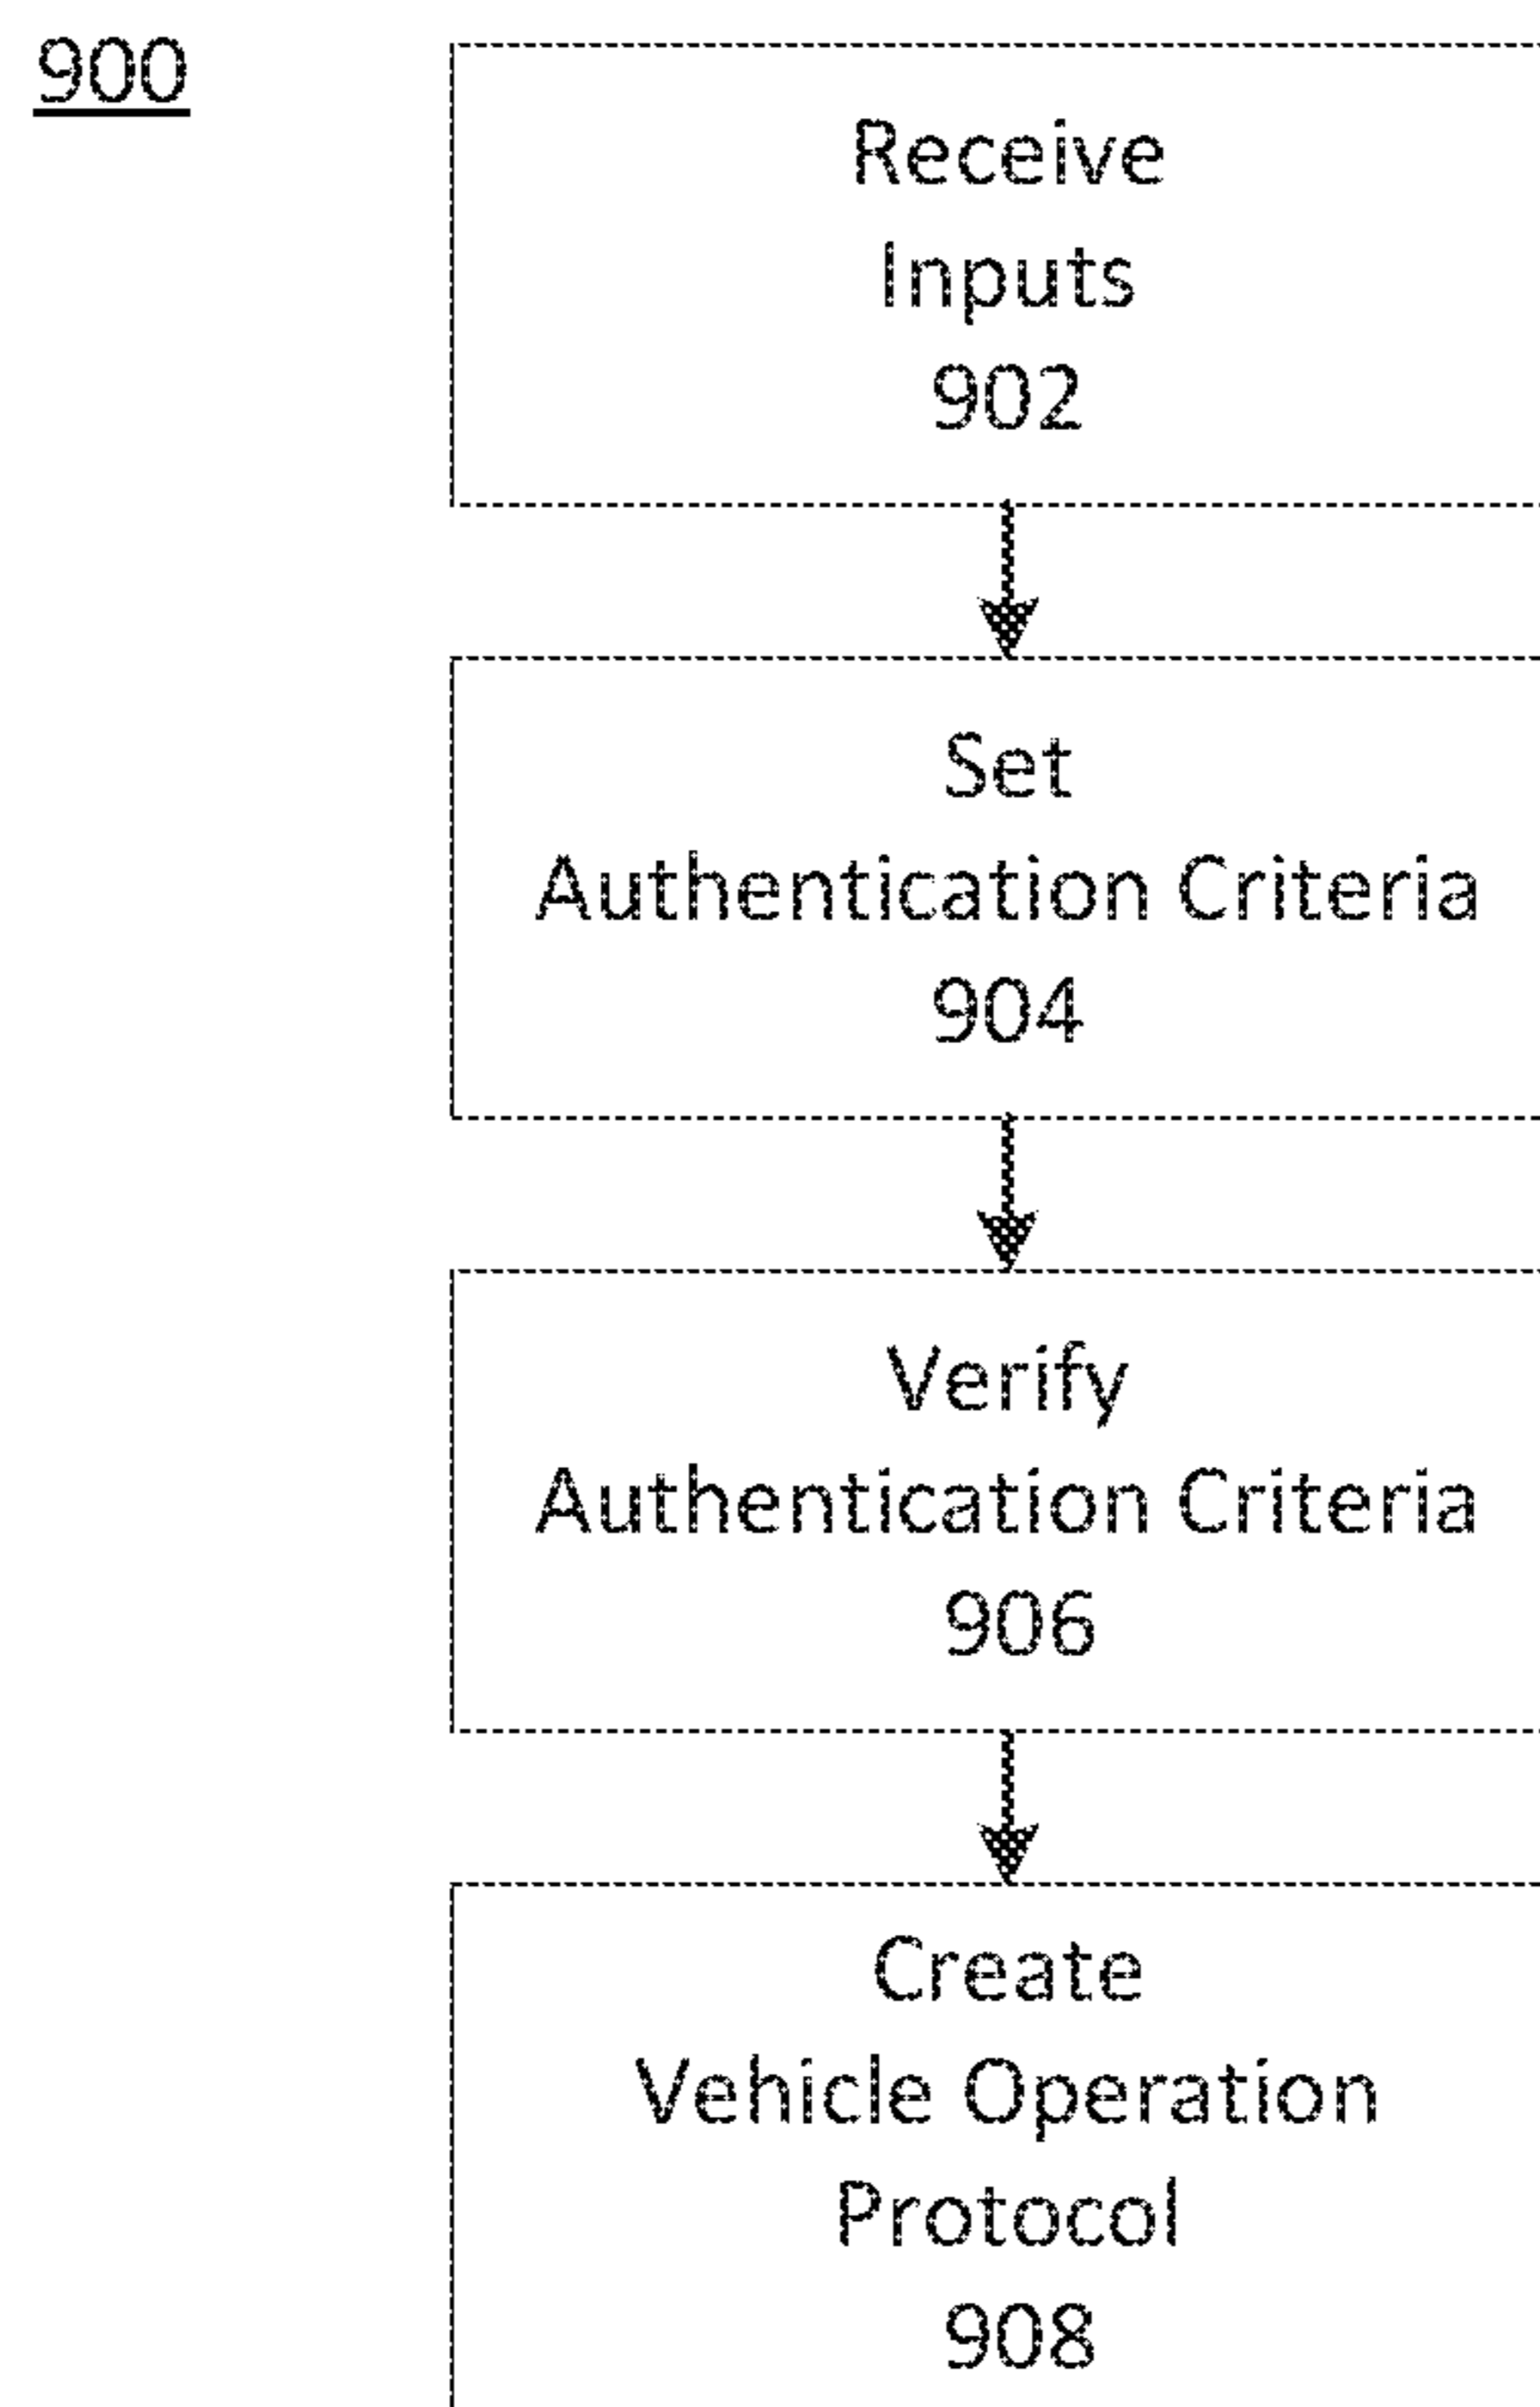 900
Receive
Inputs
902
Set
Authentication Criteria
904
Verify
Authentication Criteria
906
Create
Vehicle Operation
Protocol
908